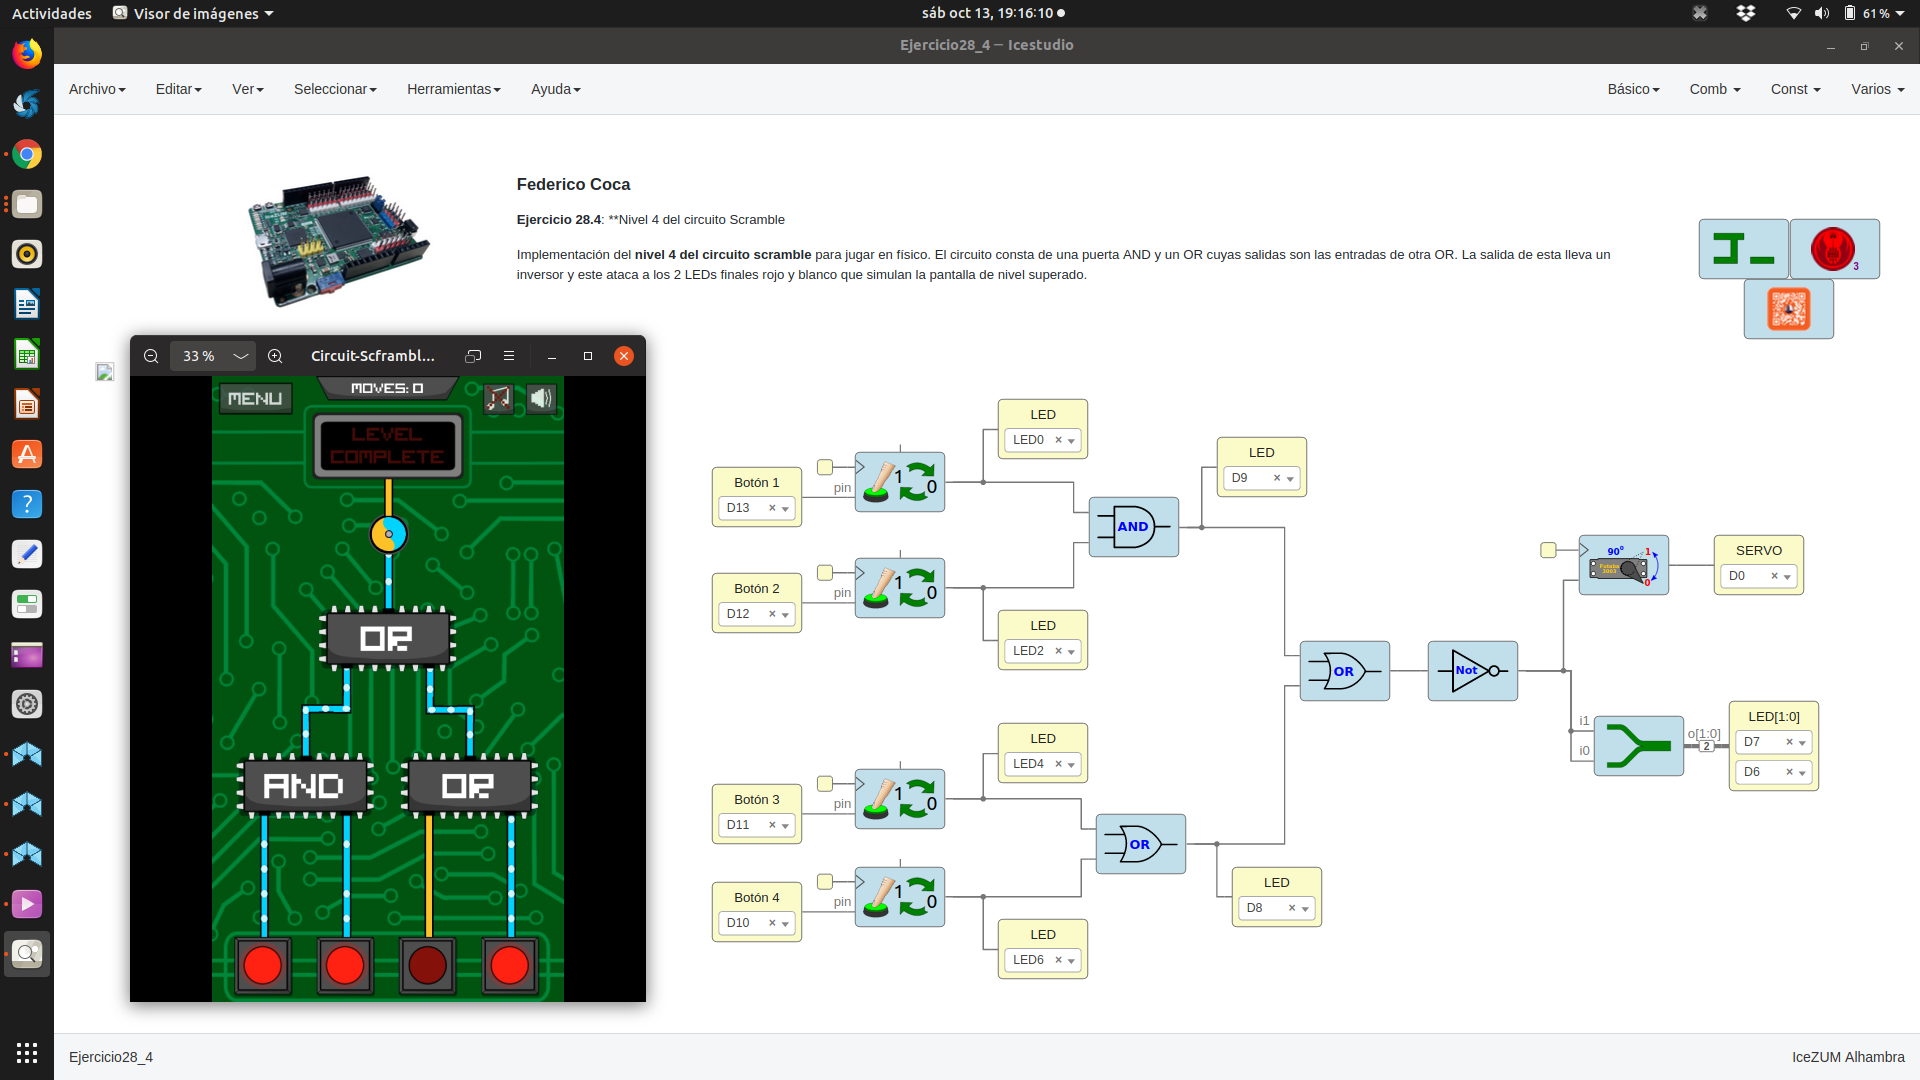 Actividades
Visor de imágenes
sáb oct 13, 19:16:10
61 %
Ejercicio28_4 — Icestudio
Archivo
Editar
Ver
Seleccionar
Herramientas
Ayuda
Básico
Comb
Const
Varios
Federico Coca
Ejercicio 28.4: **Nivel 4 del circuito Scramble
Implementación del nivel 4 del circuito scramble para jugar en físico. El circuito consta de una puerta AND y un OR cuyas salidas son las entradas de otra OR. La salida de esta lleva un
inversor y este ataca a los 2 LEDs finales rojo y blanco que simulan la pantalla de nivel superado.
3
33 %
Circuit-Scframbl...
MENU
MOVES: 0
LEVEL
COMPLETE
OR
AND
OR
Botón 1
D13 ×
pin
1
0
LED
LED0 ×
Botón 2
D12 ×
pin
1
0
LED
LED2 ×
AND
LED
D9 ×
Botón 3
D11 ×
pin
1
0
LED
LED4 ×
Botón 4
D10 ×
pin
1
0
LED
LED6 ×
OR
LED
D8 ×
OR
Not
90º
1
0
Futaba
3003
SERVO
D0 ×
i1
i0
o[1:0]
2
LED[1:0]
D7 ×
D6 ×
Ejercicio28_4
IceZUM Alhambra